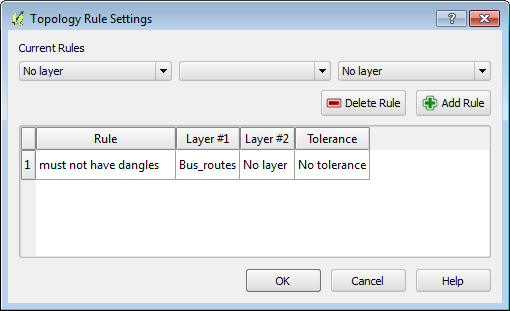 Topology Rule Settings
Current Rules
No layer No layer
Delete Rule Add Rule
Rule Layer #1 Layer #2 Tolerance
1 must not have dangles Bus_routes No layer No tolerance
OK Cancel Help